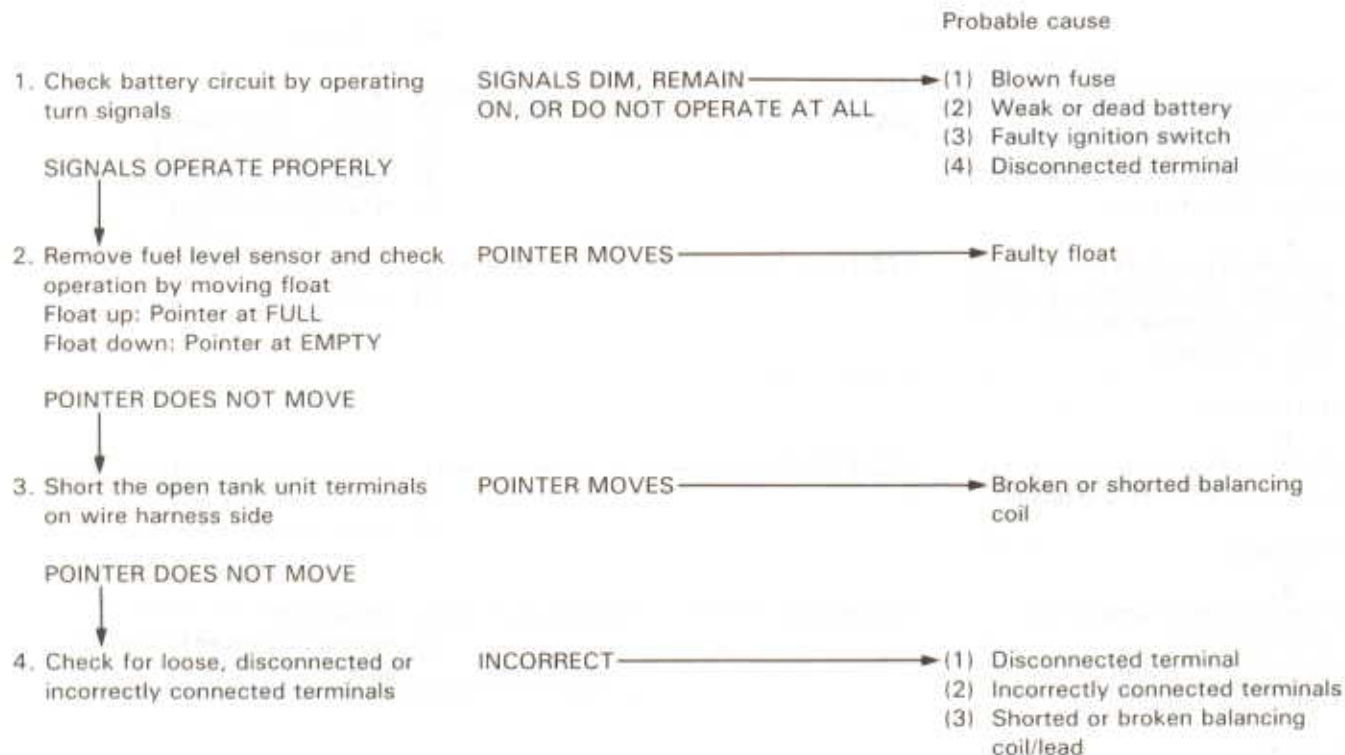 Probable cause
1. Check battery circuit by operating
turn signals
SIGNALS DIM, REMAIN
ON, OR DO NOT OPERATE AT ALL
(1) Blown fuse
(2) Weak or dead battery
(3) Faulty ignition switch
(4) Disconnected terminal
SIGNALS OPERATE PROPERLY
2. Remove fuel level sensor and check
operation by moving float
Float up: Pointer at FULL
Float down: Pointer at EMPTY
POINTER MOVES
Faulty float
POINTER DOES NOT MOVE
3. Short the open tank unit terminals
on wire harness side
POINTER MOVES
Broken or shorted balancing
coil
POINTER DOES NOT MOVE
4. Check for loose, disconnected or
incorrectly connected terminals
INCORRECT
(1) Disconnected terminal
(2) Incorrectly connected terminals
(3) Shorted or broken balancing
coil/lead